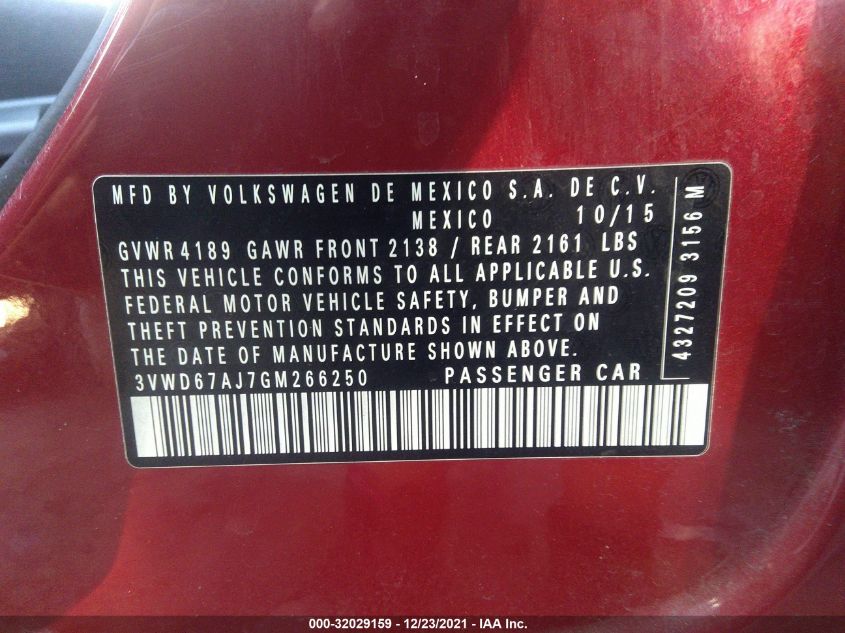 MFD BY VOLKSWAGEN DE MEXICO S.A. DE C.V.
MEXICO 10/15
GVWR 4189 GAWR FRONT 2138 / REAR 2161 LBS
THIS VEHICLE CONFORMS TO ALL APPLICABLE U.S.
FEDERAL MOTOR VEHICLE SAFETY, BUMPER AND
THEFT PREVENTION STANDARDS IN EFFECT ON
THE DATE OF MANUFACTURE SHOWN ABOVE.
3VWD67AJ7GM266250 PASSENGER CAR
4327209 3156 M
000-32029159 - 12/23/2021 - IAA Inc.